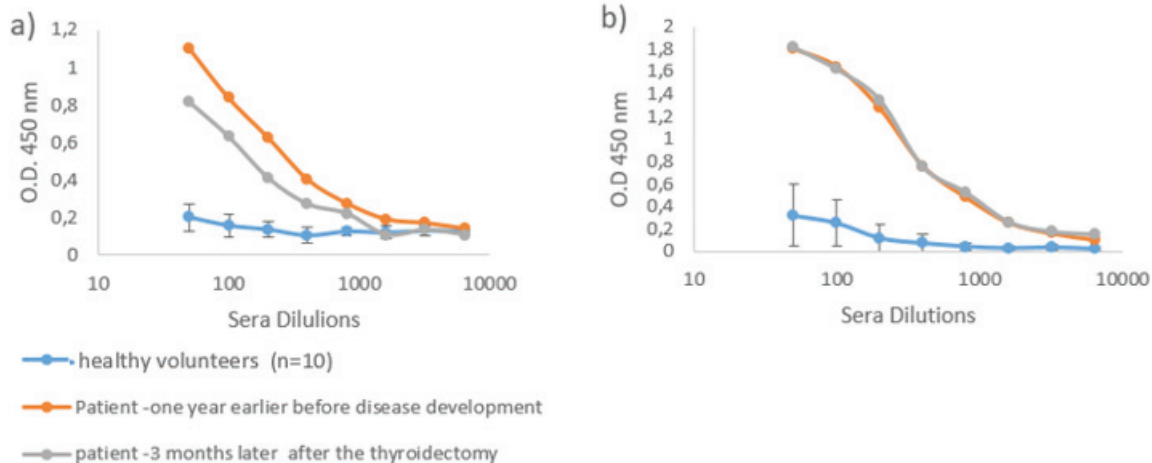 a)
O.D. 450 nm
1,2
1
0,8
0,6
0,4
0,2
0
10
100
1000
10000
Sera Dilulions
b)
O.D 450 nm
2
1,8
1,6
1,4
1,2
1
0,8
0,6
0,4
0,2
0
10
100
1000
10000
Sera Dilutions
healthy volunteers (n=10)
Patient -one year earlier before disease development
patient -3 months later after the thyroidectomy